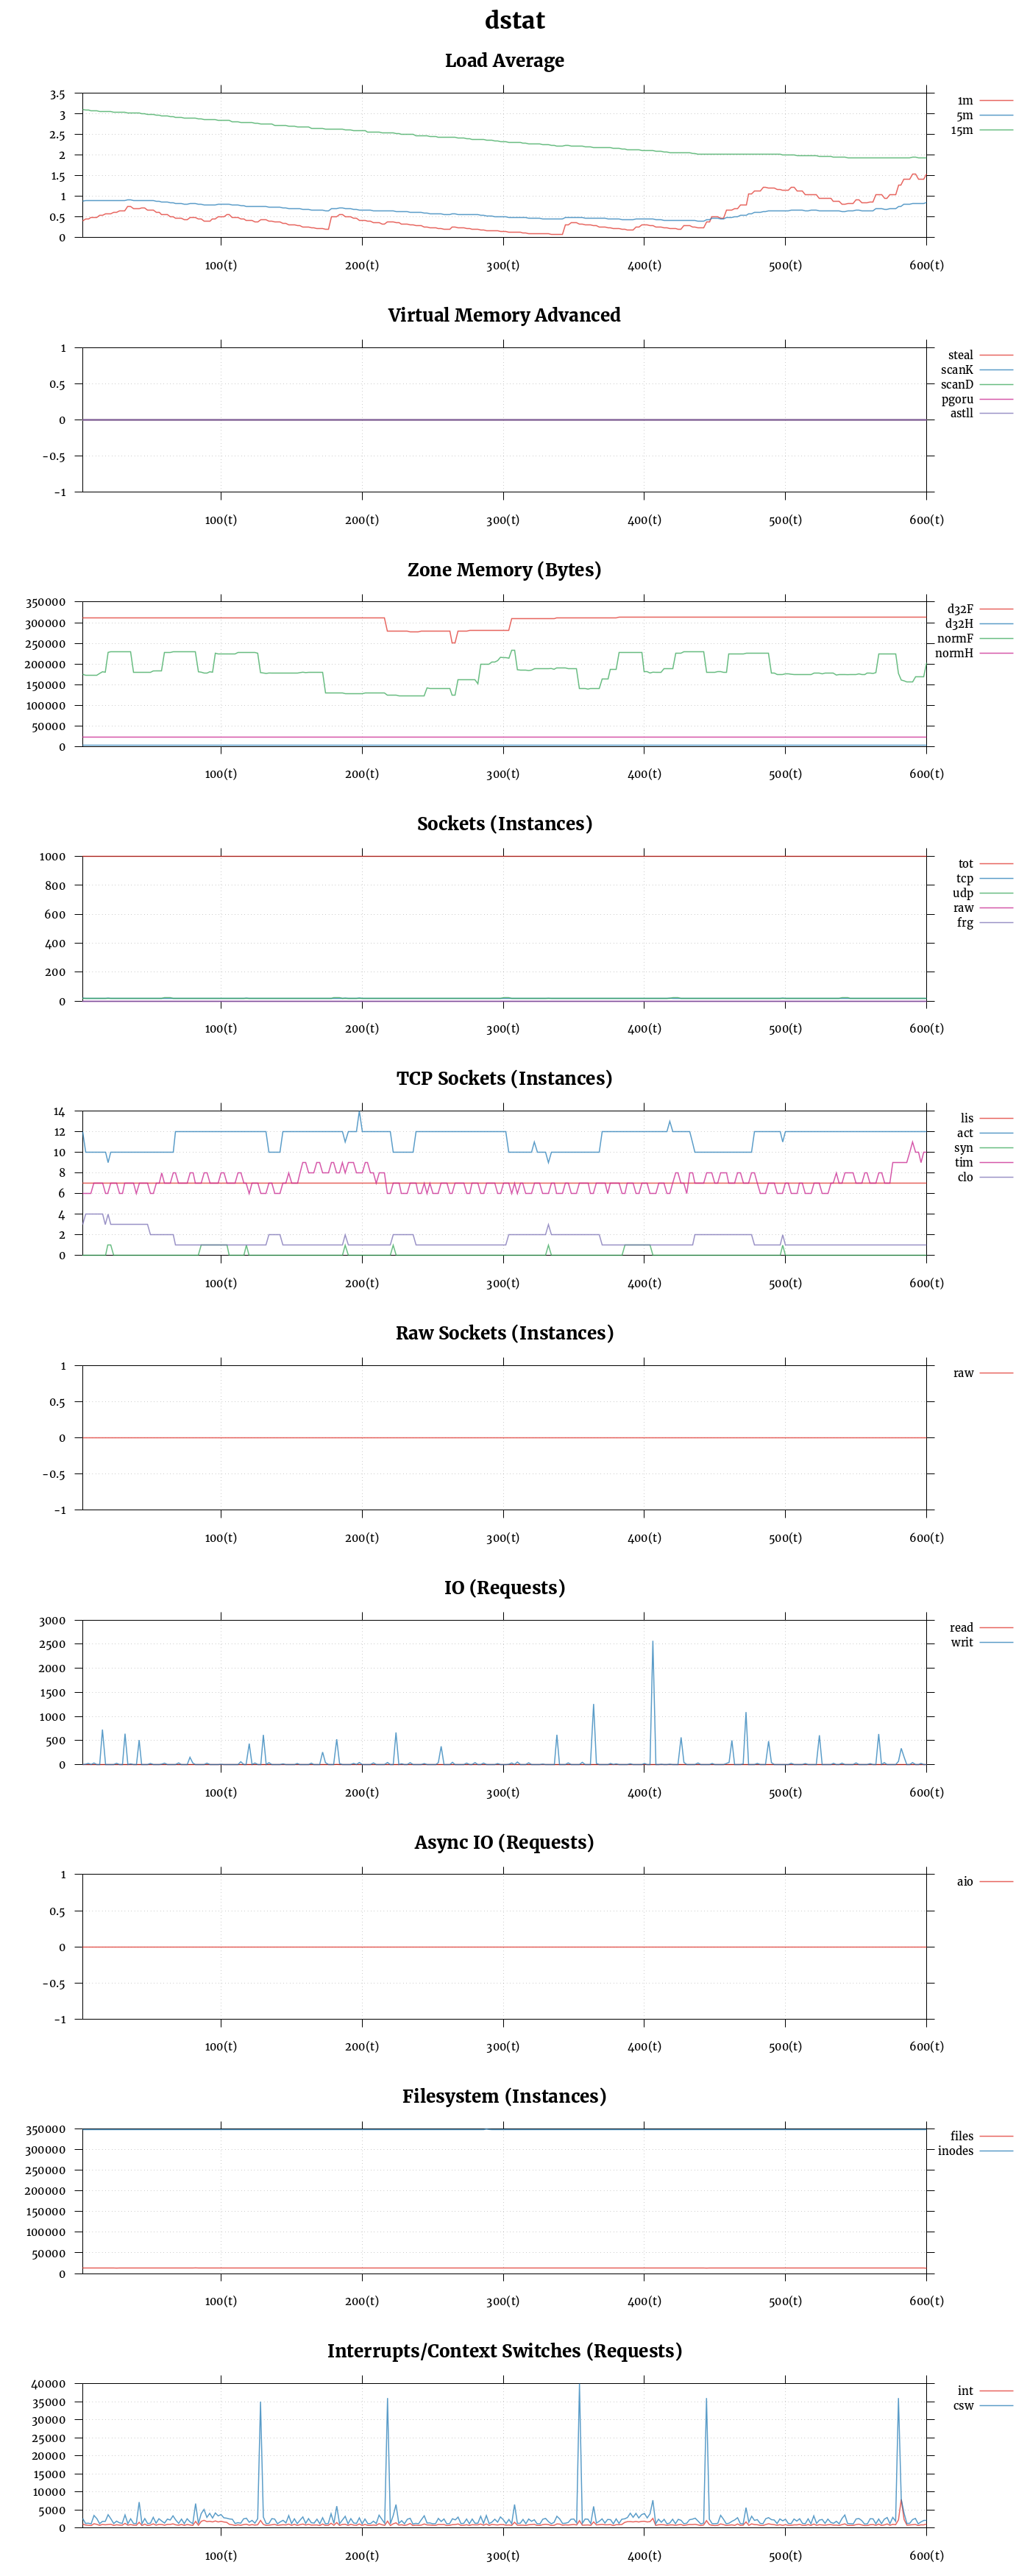 dstat
Load Average
3.5
3
2.5
2
1.5
1
0.5
0
100(t) 200(t) 300(t) 400(t) 500(t) 600(t)
1m
5m
15m
Virtual Memory Advanced
1
0.5
0
-0.5
-1
100(t) 200(t) 300(t) 400(t) 500(t) 600(t)
steal
scanK
scanD
pgoru
astll
Zone Memory (Bytes)
350000
300000
250000
200000
150000
100000
50000
0
100(t) 200(t) 300(t) 400(t) 500(t) 600(t)
d32F
d32H
normF
normH
Sockets (Instances)
1000
800
600
400
200
0
100(t) 200(t) 300(t) 400(t) 500(t) 600(t)
tot
tcp
udp
raw
frg
TCP Sockets (Instances)
14
12
10
8
6
4
2
0
100(t) 200(t) 300(t) 400(t) 500(t) 600(t)
lis
act
syn
tim
clo
Raw Sockets (Instances)
1
0.5
0
-0.5
-1
100(t) 200(t) 300(t) 400(t) 500(t) 600(t)
raw
IO (Requests)
3000
2500
2000
1500
1000
500
0
100(t) 200(t) 300(t) 400(t) 500(t) 600(t)
read
writ
Async IO (Requests)
1
0.5
0
-0.5
-1
100(t) 200(t) 300(t) 400(t) 500(t) 600(t)
aio
Filesystem (Instances)
350000
300000
250000
200000
150000
100000
50000
0
100(t) 200(t) 300(t) 400(t) 500(t) 600(t)
files
inodes
Interrupts/Context Switches (Requests)
40000
35000
30000
25000
20000
15000
10000
5000
0
100(t) 200(t) 300(t) 400(t) 500(t) 600(t)
int
csw